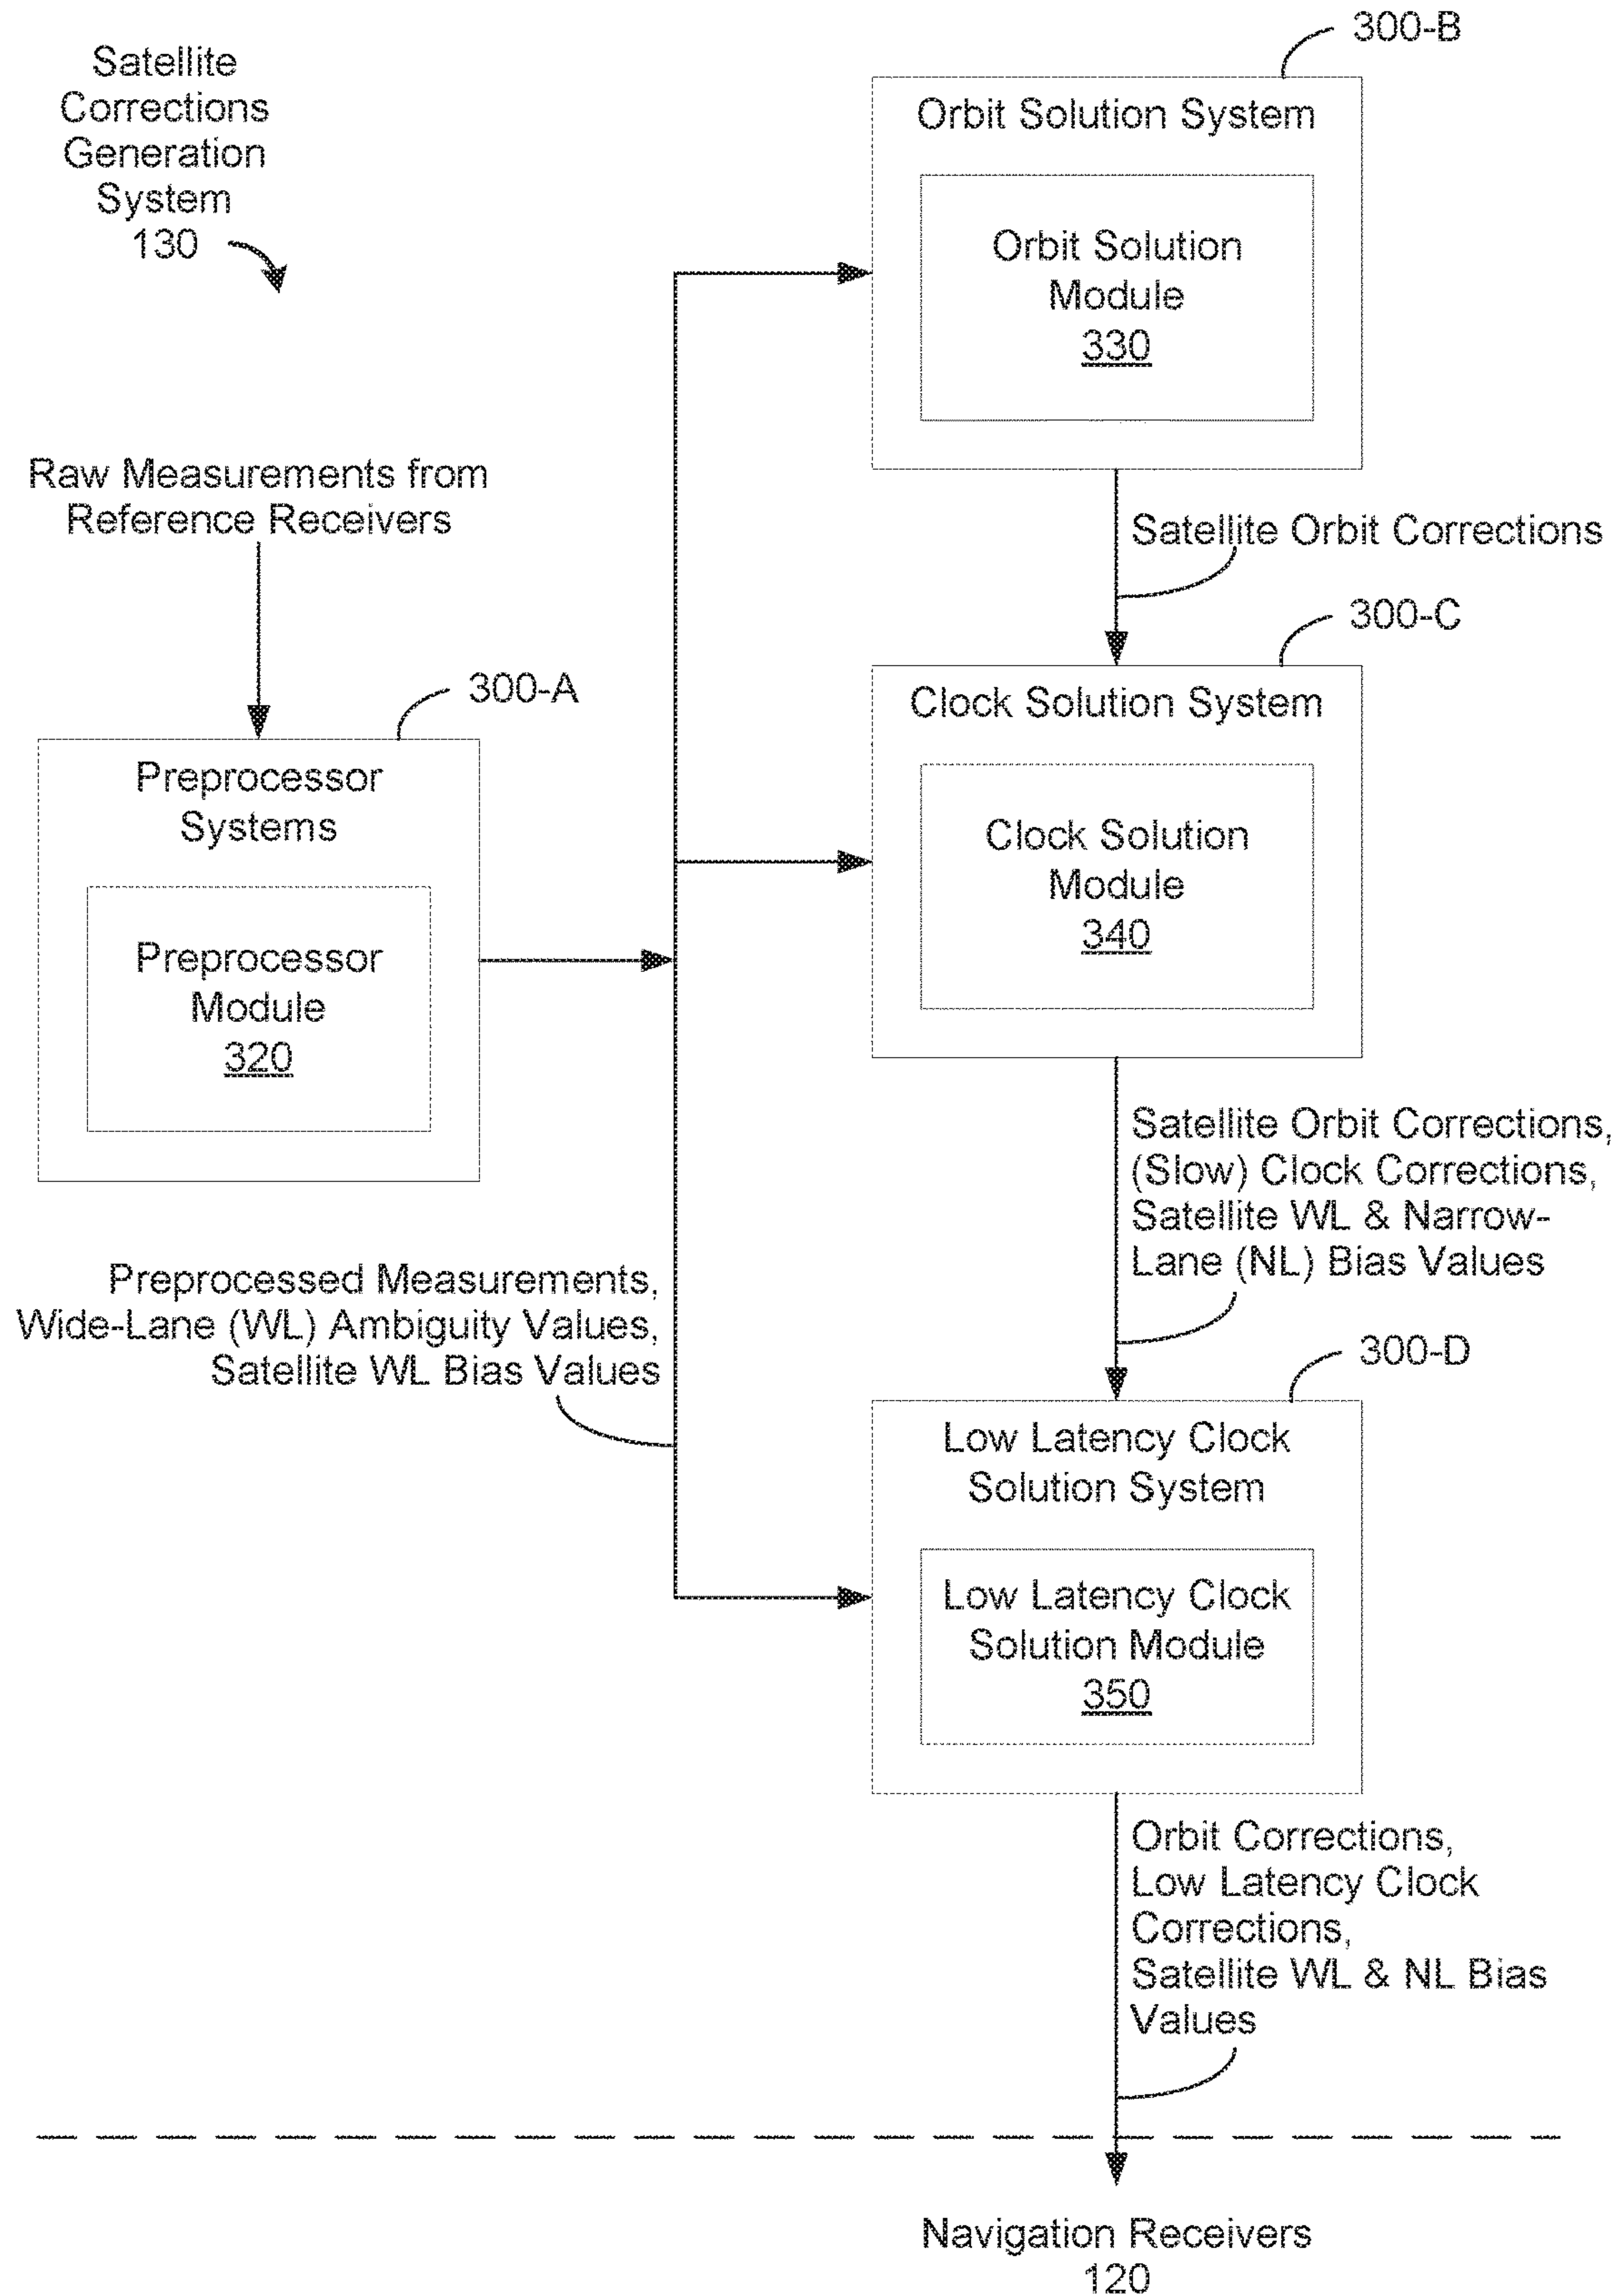 Satellite
Corrections
Generation
System
130
300-B
Orbit Solution System
Orbit Solution
Module
330
Raw Measurements from
Reference Receivers
Satellite Orbit Corrections
300-C
300-A
Clock Solution System
Preprocessor
Systems
Clock Solution
Module
340
Preprocessor
Module
320
Satellite Orbit Corrections,
(Slow) Clock Corrections,
Satellite WL & Narrow-
Lane (NL) Bias Values
Preprocessed Measurements,
Wide-Lane (WL) Ambiguity Values,
Satellite WL Bias Values
300-D
Low Latency Clock
Solution System
Low Latency Clock
Solution Module
350
Orbit Corrections,
Low Latency Clock
Corrections,
Satellite WL & NL Bias
Values
Navigation Receivers
120